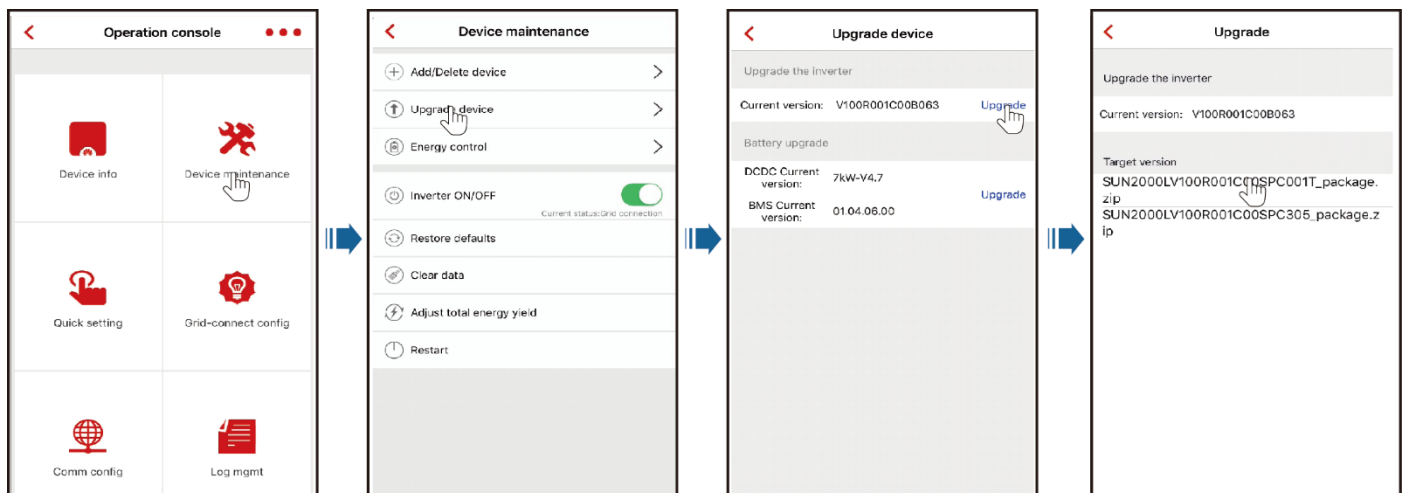 Operation console
Device info
Device maintenance
Quick setting
Grid-connect config
Comm config
Log mgmt
Device maintenance
Add/Delete device
Upgrade device
Energy control
Inverter ON/OFF
Current status:Grid connection
Restore defaults
Clear data
Adjust total energy yield
Restart
Upgrade device
Upgrade the inverter
Current version: V100R001C00B063 Upgrade
Battery upgrade
DCDC Current
version:
7kW-V4.7
Upgrade
BMS Current
version:
01.04.06.00
Upgrade
Upgrade the inverter
Current version: V100R001C00B063
Target version
SUN2000LV100R001C00SPC001T_package.
zip
SUN2000LV100R001C00SPC305_package.z
ip